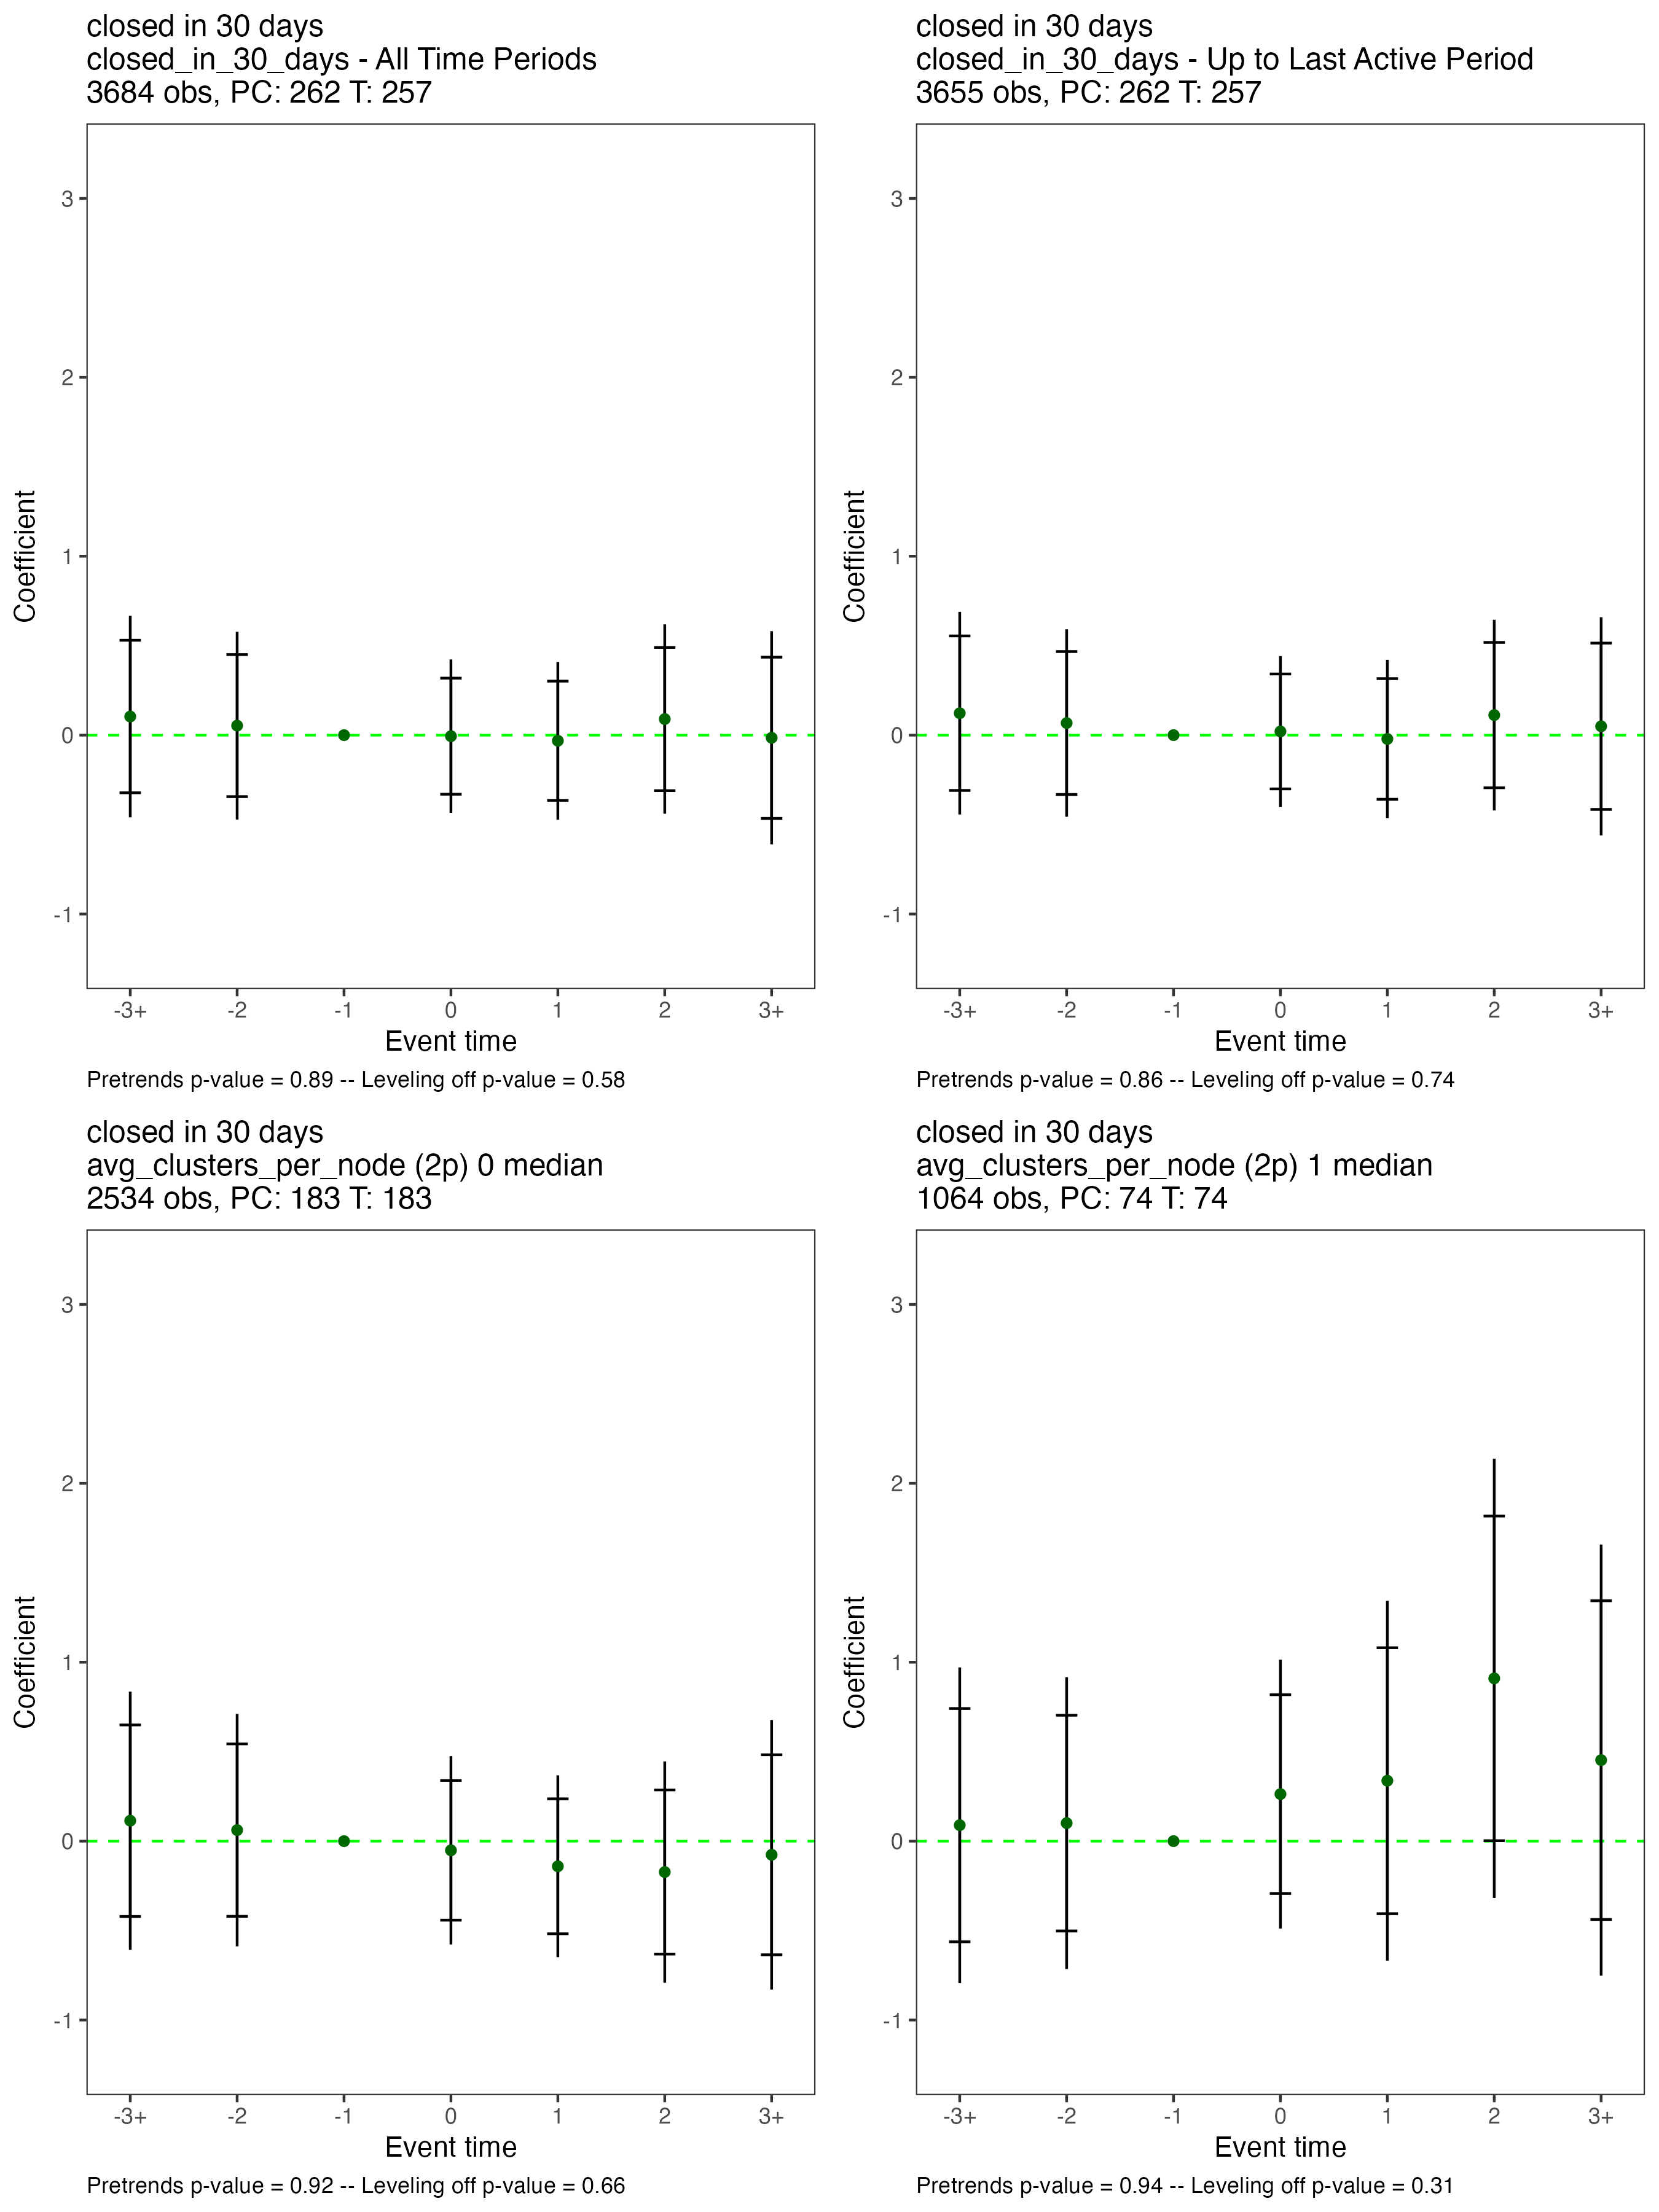 closed in 30 days
closed_in_30_days - All Time Periods
3684 obs, PC: 262 T: 257
3
2
1
0
-1
Coefficient
-3+ -2 -1 0 1 2 3+
Event time
Pretrends p-value = 0.89 -- Leveling off p-value = 0.58
closed in 30 days
closed_in_30_days - Up to Last Active Period
3655 obs, PC: 262 T: 257
3
2
1
0
-1
Coefficient
-3+ -2 -1 0 1 2 3+
Event time
Pretrends p-value = 0.86 -- Leveling off p-value = 0.74
closed in 30 days
avg_clusters_per_node (2p) 0 median
2534 obs, PC: 183 T: 183
3
2
1
0
-1
Coefficient
-3+ -2 -1 0 1 2 3+
Event time
Pretrends p-value = 0.92 -- Leveling off p-value = 0.66
closed in 30 days
avg_clusters_per_node (2p) 1 median
1064 obs, PC: 74 T: 74
3
2
1
0
-1
Coefficient
-3+ -2 -1 0 1 2 3+
Event time
Pretrends p-value = 0.94 -- Leveling off p-value = 0.31